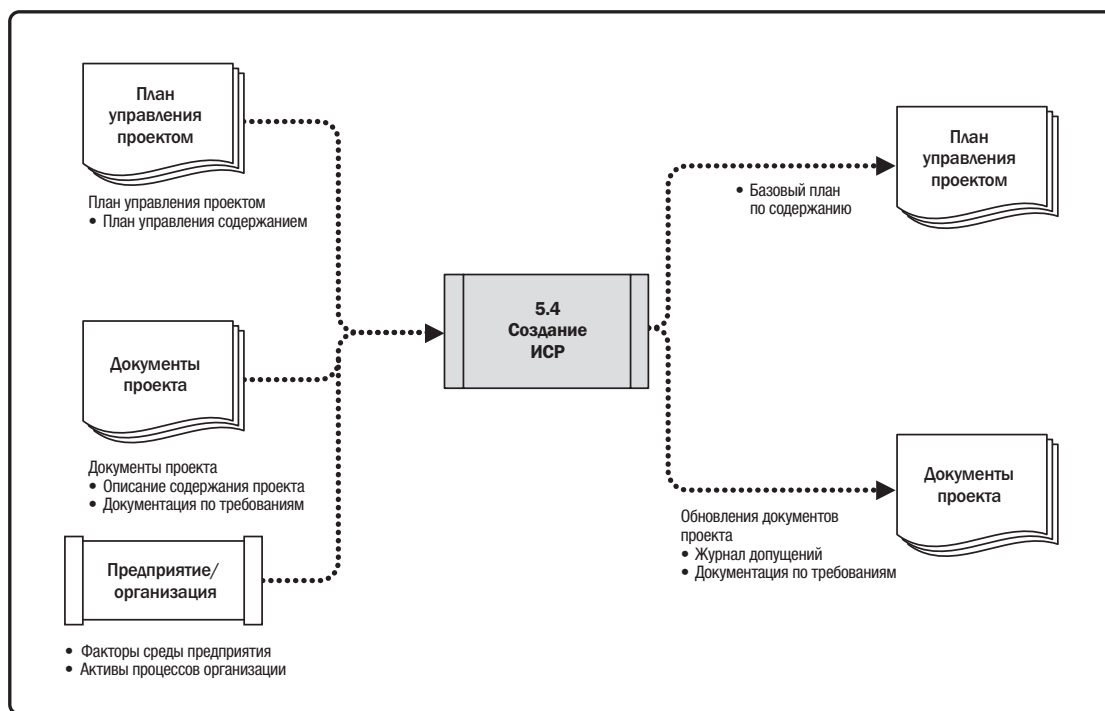 План
управления
проектом
План управления проектом
• План управления содержанием
Документы
проекта
Документы проекта
• Описание содержания проекта
• Документация по требованиям
Предприятие/
организация
• Факторы среды предприятия
• Активы процессов организации
5.4
Создание
ИСР
• Базовый план
по содержанию
План
управления
проектом
Обновления документов
проекта
• Журнал допущений
• Документация по требованиям
Документы
проекта